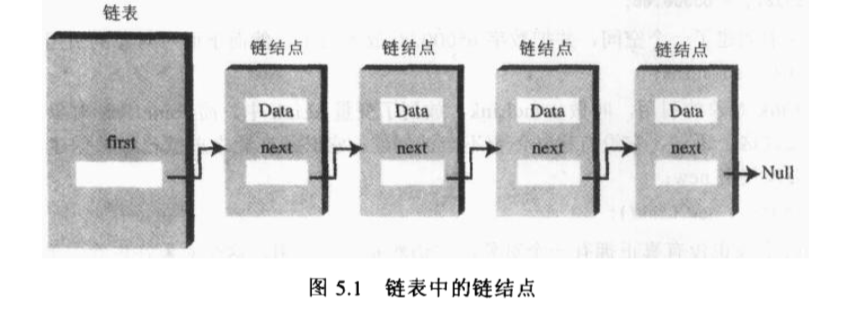 链表
链结点 链结点 链结点 链结点
Data Data Data Data
first next next next next
Null
图 5.1 链表中的链结点